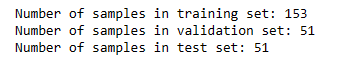 Number of samples in training set: 153
Number of samples in validation set: 51
Number of samples in test set: 51